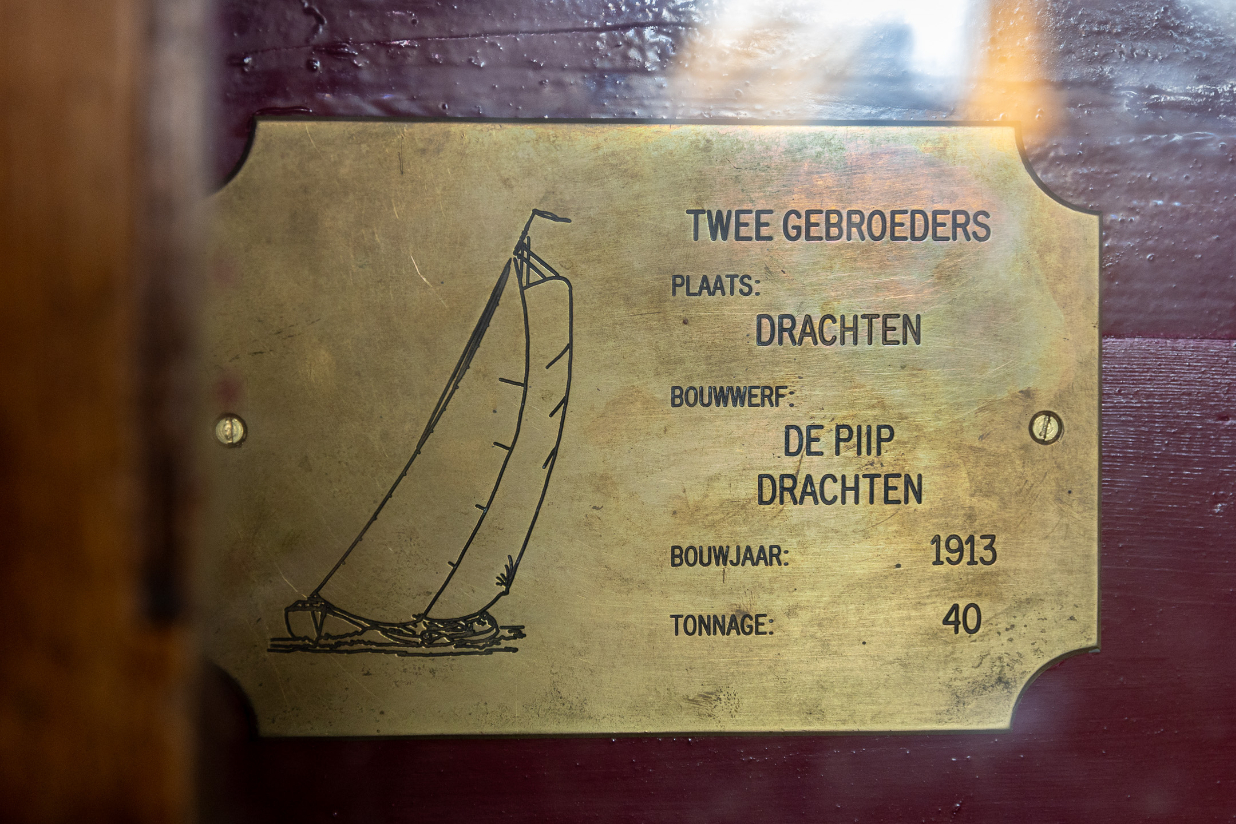 TWEE GEBROEDERS
PLAATS:
DRACHTEN
BOUWWERF:
DE PIIP
DRACHTEN
BOUWJAAR: 1913
TONNAGE: 40